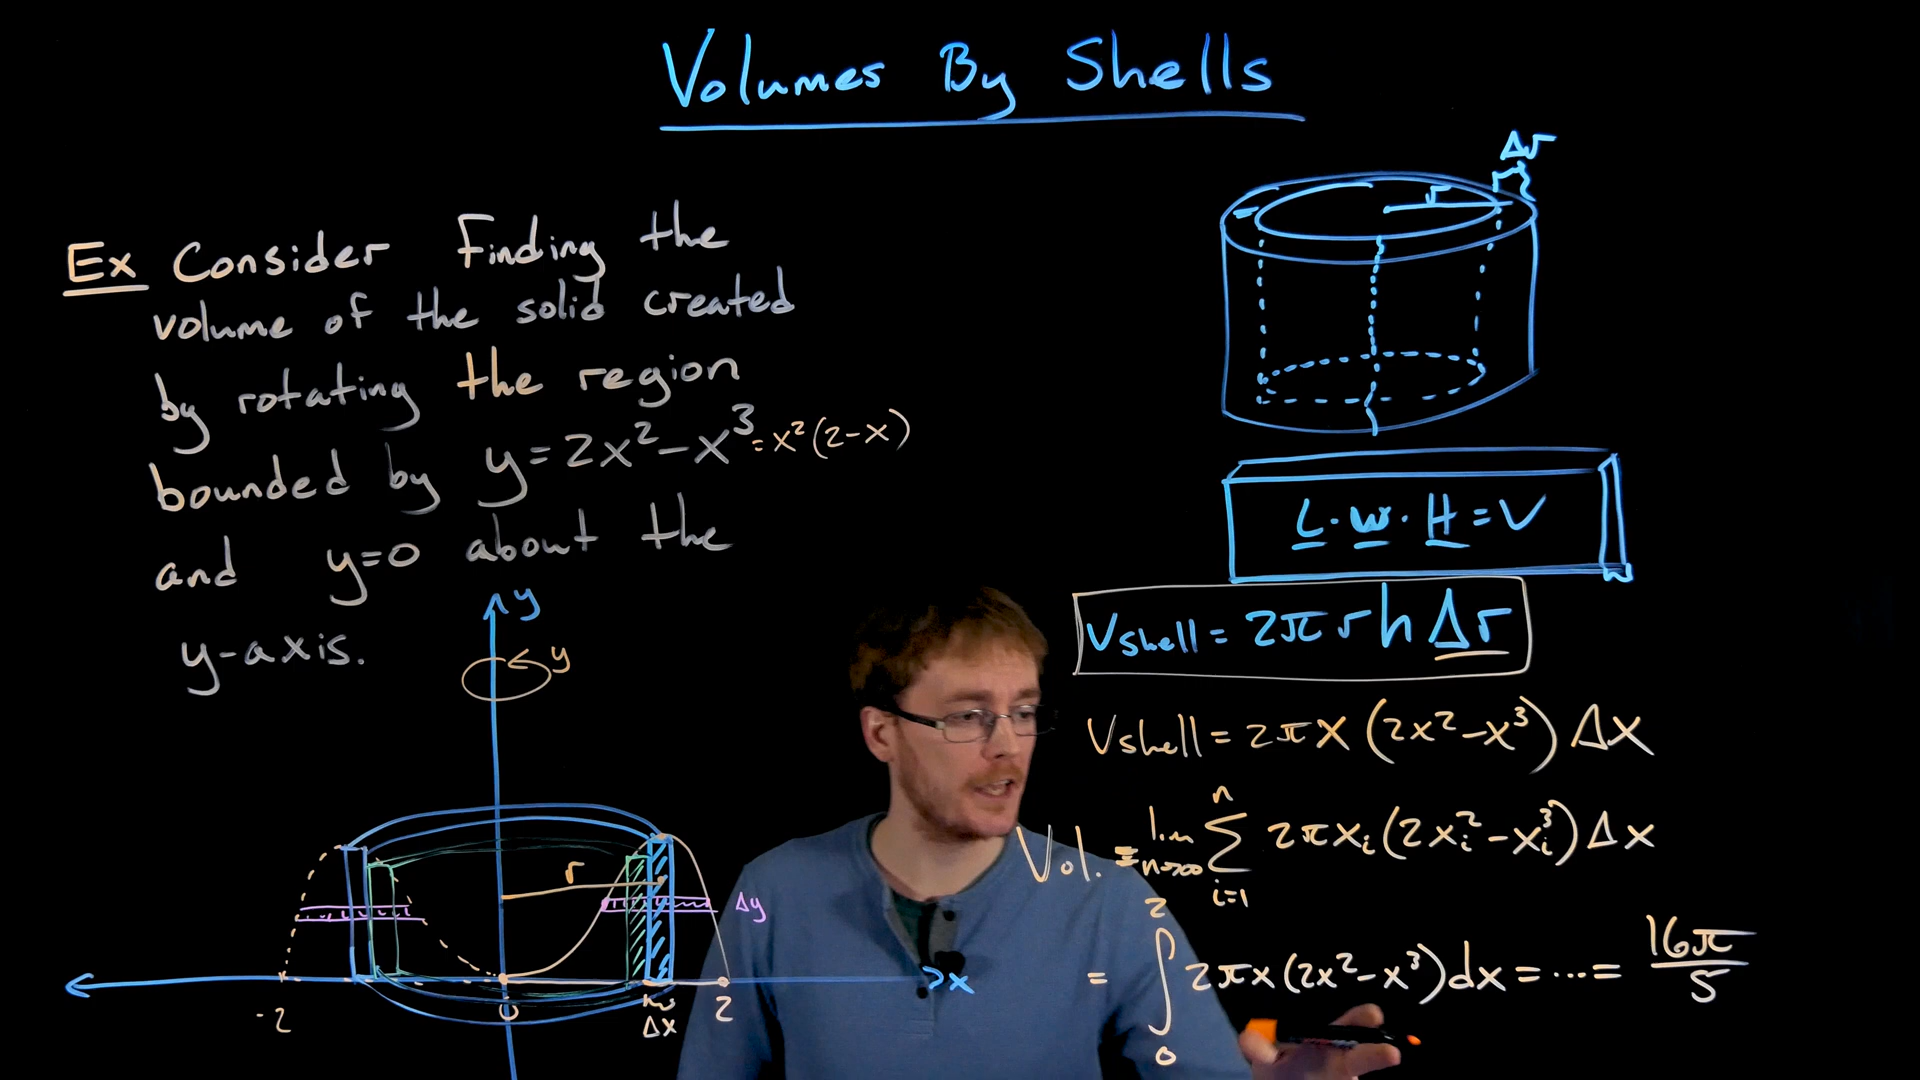 Volumes By Shells
Ex Consider Finding the
volume of the solid created
by rotating the region
bounded by y=2x²-x³=x²(2-x)
and y=0 about the
y-axis.
Δr
r
L·W·H=V
Vshell=2πrhΔr
Vshell=2πx(2x²-x³)Δx
Vol.=lim n→∞ Σ i=1 n 2πxᵢ(2xᵢ²-xᵢ³)Δx
=∫₀² 2πx(2x²-x³)dx=...=16π/5
y
y
r
Δy
x
-2
0
Δx
2